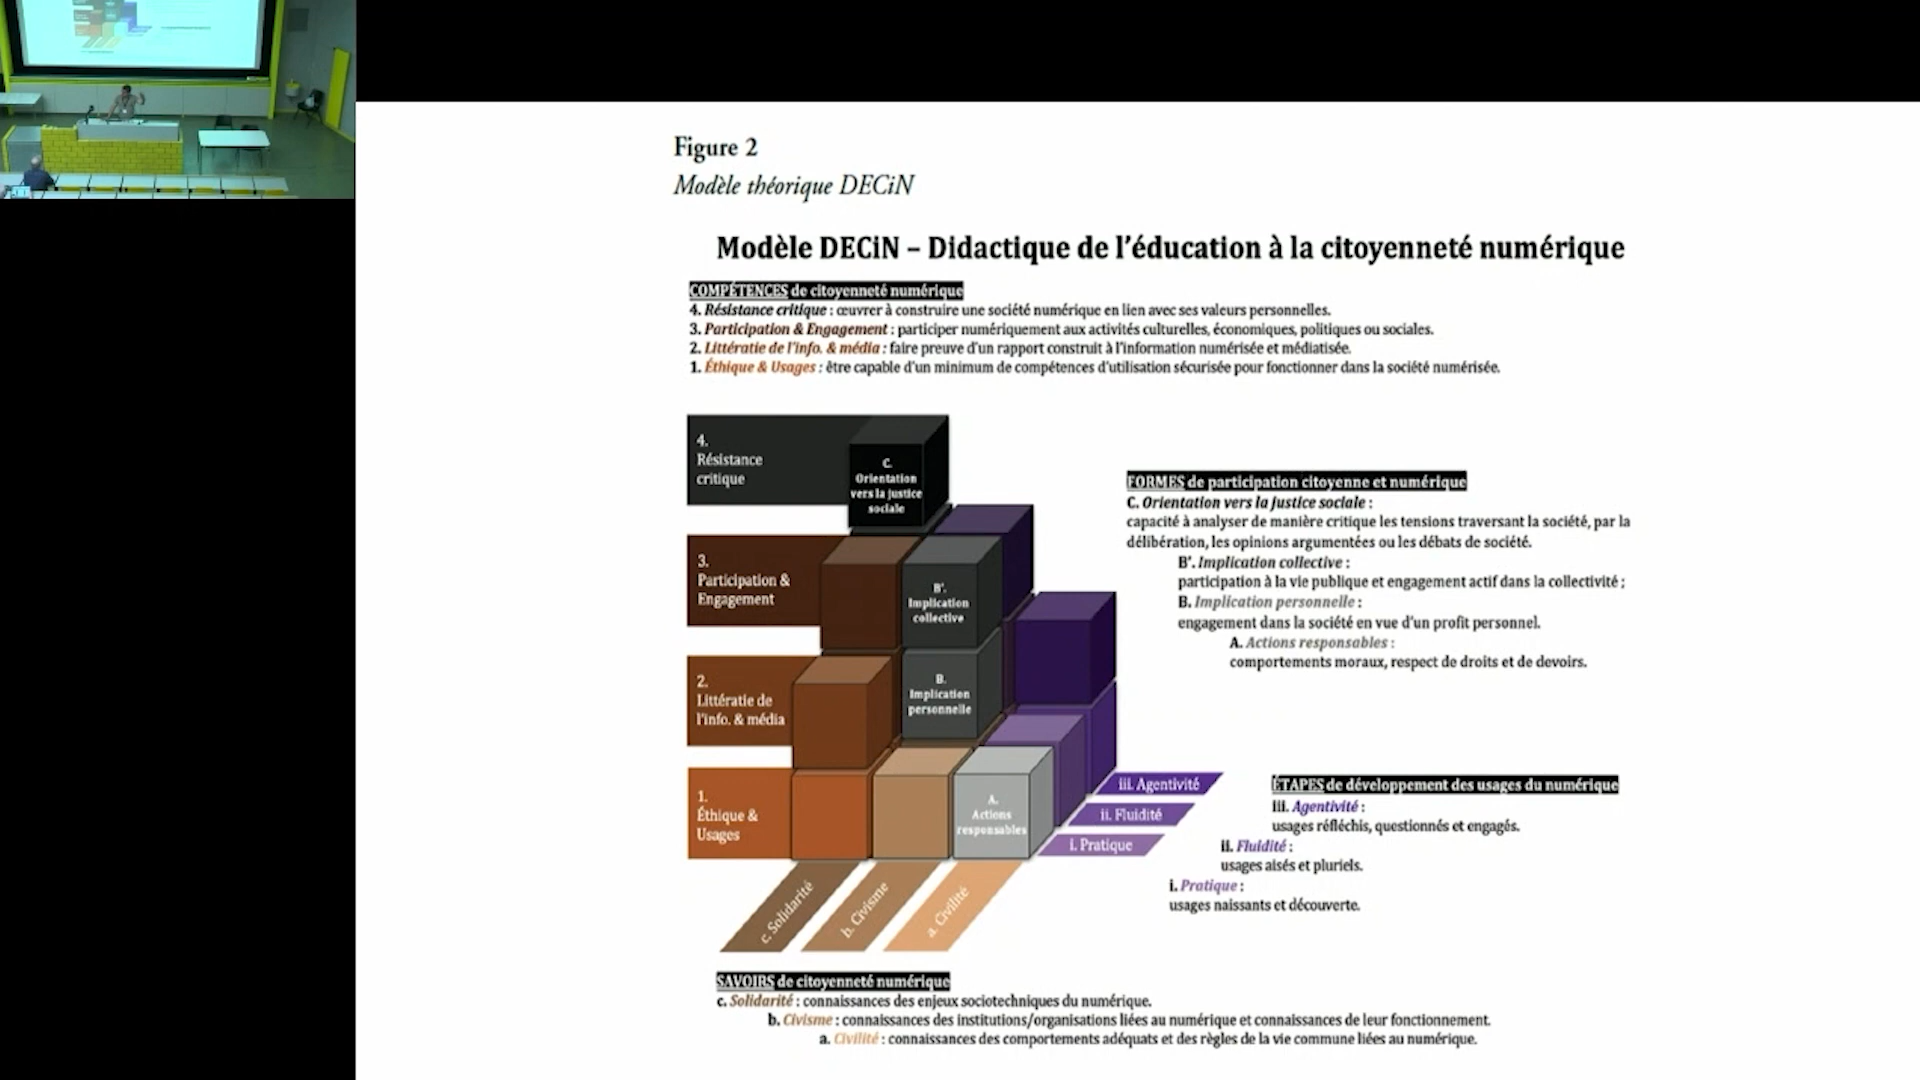 Figure 2
Modèle théorique DECiN
Modèle DECiN – Didactique de l'éducation à la citoyenneté numérique
COMPÉTENCES de citoyenneté numérique
4. Résistance critique : œuvrer à construire une société numérique en lien avec ses valeurs personnelles.
3. Participation & Engagement : participer numériquement aux activités culturelles, économiques, politiques ou sociales.
2. Littératie de l'info. & média : faire preuve d'un rapport construit à l'information numérisée et médiatisée.
1. Éthique & Usages : être capable d'un minimum de compétences d'utilisation sécurisée pour fonctionner dans la société numérisée.
4.
Résistance
critique
C.
Orientation
vers la justice
sociale
3.
Participation &
Engagement
B'.
Implication
collective
2.
Littératie de
l'info. & média
B.
Implication
personnelle
1.
Éthique &
Usages
A.
Actions
responsables
iii. Agentivité
ii. Fluidité
i. Pratique
c. Solidarité
b. Civisme
a. Civilité
FORMES de participation citoyenne et numérique
C. Orientation vers la justice sociale :
capacité à analyser de manière critique les tensions traversant la société, par la
délibération, les opinions argumentées ou les débats de société.
B'. Implication collective :
participation à la vie publique et engagement actif dans la collectivité ;
B. Implication personnelle :
engagement dans la société en vue d'un profit personnel.
A. Actions responsables :
comportements moraux, respect de droits et de devoirs.
ÉTAPES de développement des usages du numérique
iii. Agentivité :
usages réfléchis, questionnés et engagés.
ii. Fluidité :
usages aisés et pluriels.
i. Pratique :
usages naissants et découverte.
SAVOIRS de citoyenneté numérique
c. Solidarité : connaissances des enjeux sociotechniques du numérique.
b. Civisme : connaissances des institutions/organisations liées au numérique et connaissances de leur fonctionnement.
a. Civilité : connaissances des comportements adéquats et des règles de la vie commune liées au numérique.